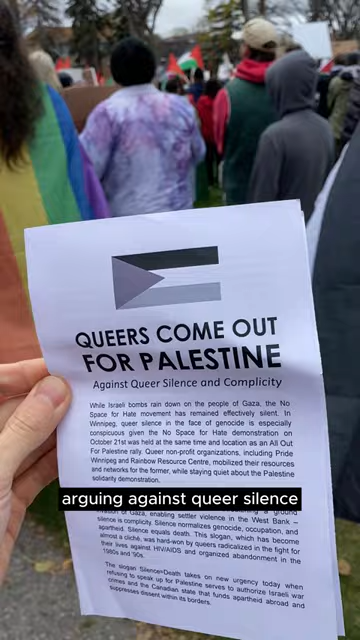 QUEERS COME OUT
FOR PALESTINE
Against Queer Silence and Complicity
While Israeli bombs rain down on the people of Gaza, the No
Space for Hate movement has remained effectively silent. In
Winnipeg, queer silence in the face of genocide is especially
conspicuous given the No Space for Hate demonstration on
October 21st was held at the same time and location as an All Out
For Palestine rally. Queer non-profit organizations, including Pride
Winnipeg and Rainbow Resource Centre, mobilized their resources
and networks for the former, while staying quiet about the Palestine
solidarity demonstration.
arguing against queer silence
of Gaza, enabling settler violence in the West Bank –
silence is complicity. Silence normalizes genocide, occupation, and
apartheid. Silence equals death. This slogan, which has become
almost a cliché, was hard-won by queers radicalized in the fight for
their lives against HIV/AIDS and organized abandonment in the
1980s and '90s.
The slogan Silence=Death takes on new urgency today when
refusing to speak up for Palestine serves to authorize Israeli war
crimes and the Canadian state that funds apartheid abroad and
suppresses dissent within its borders.